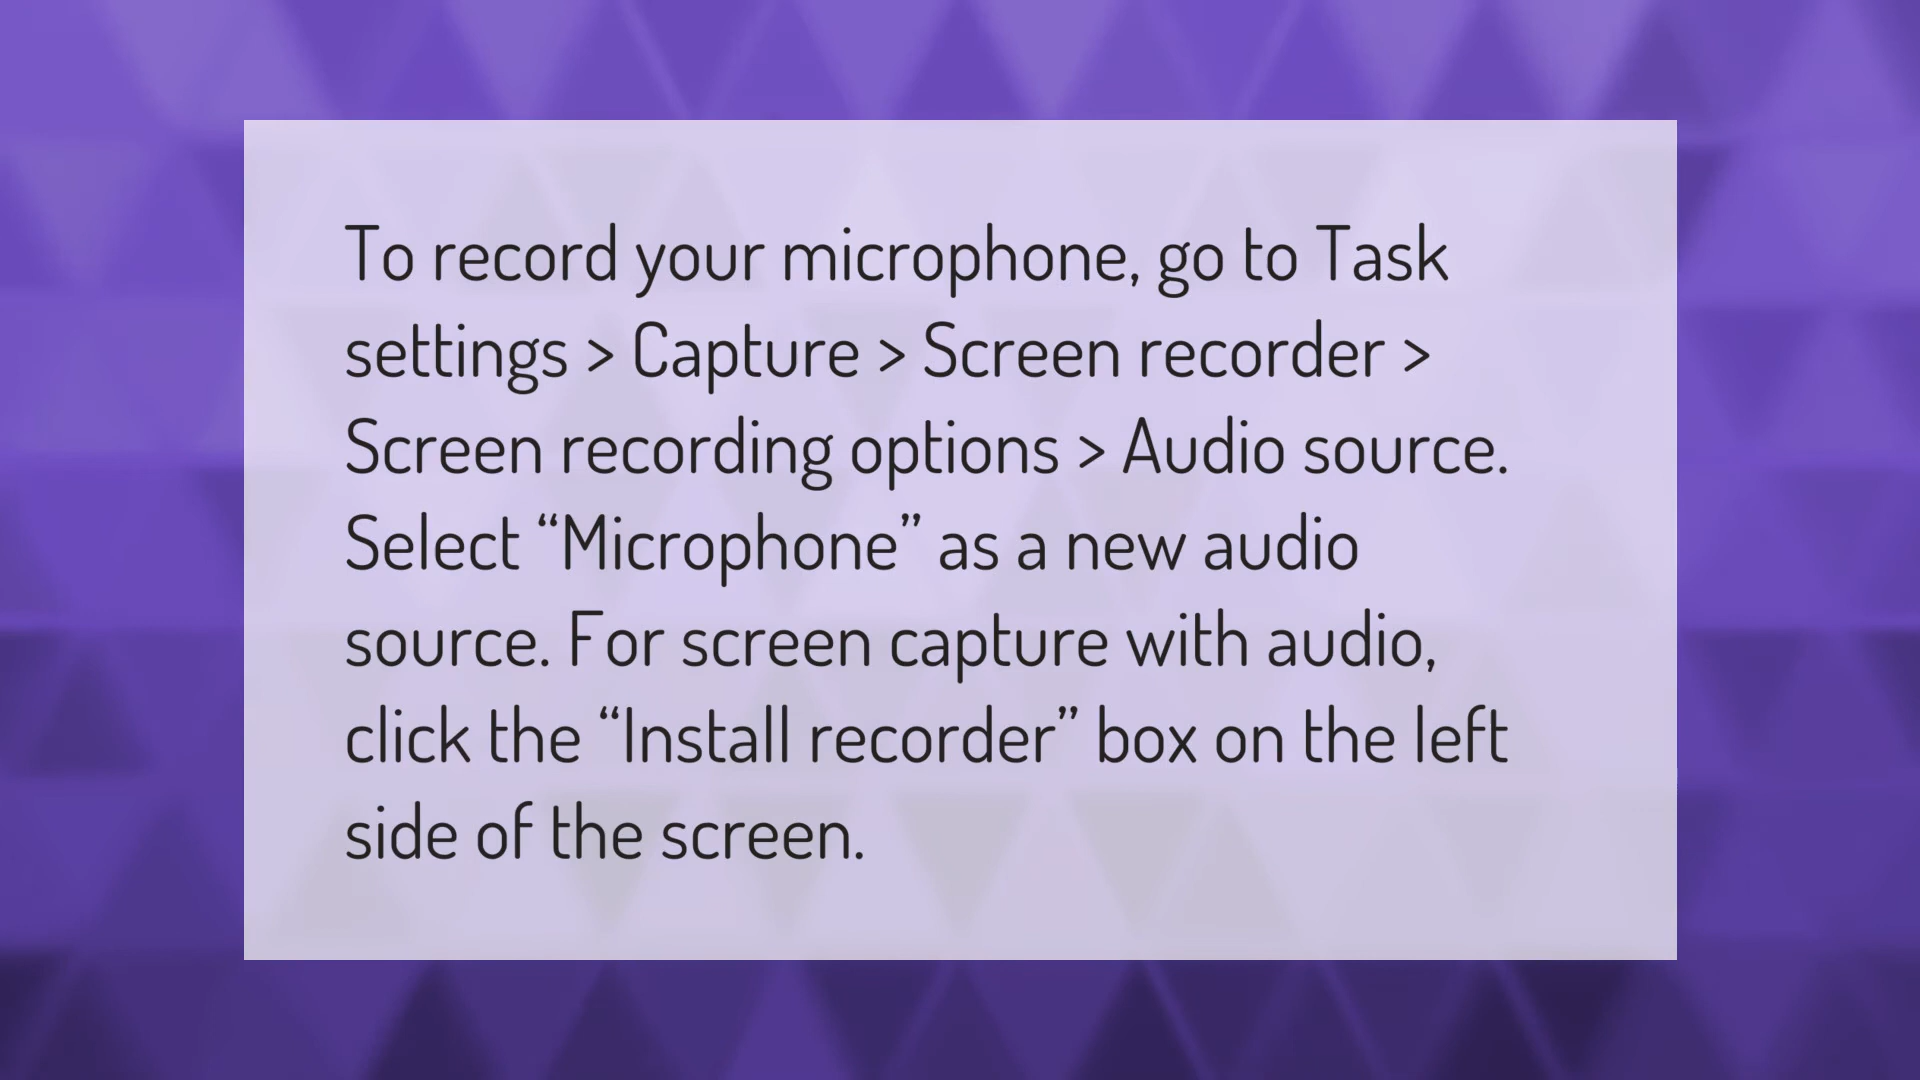 To record your microphone, go to Task
settings > Capture > Screen recorder >
Screen recording options > Audio source.
Select “Microphone” as a new audio
source. For screen capture with audio,
click the “Install recorder” box on the left
side of the screen.